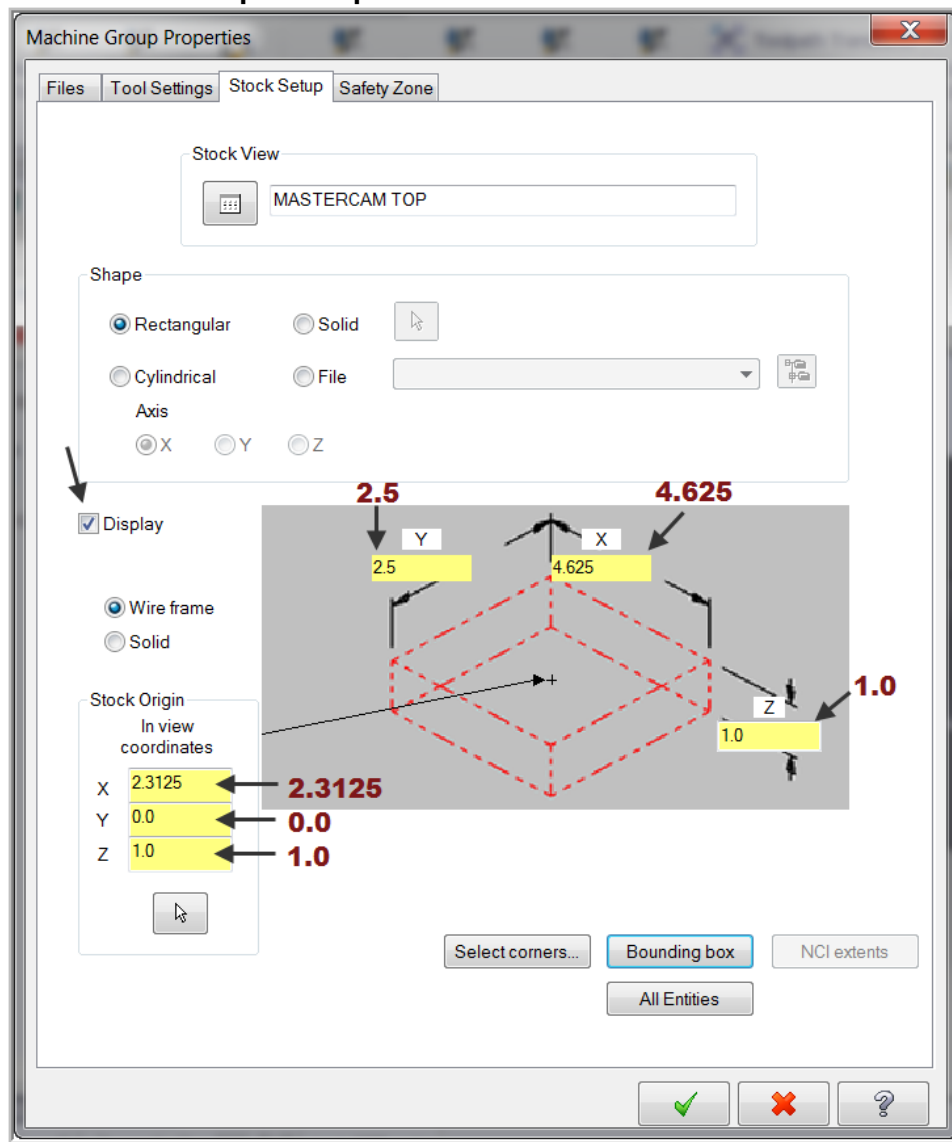 Machine Group Properties
X
Files Tool Settings Stock Setup Safety Zone
Stock View
MASTERCAM TOP
Shape
Rectangular Solid
Cylindrical File
Axis
X Y Z
2.5 4.625
Display
Y X
2.5 4.625
Wire frame
Solid
Stock Origin
In view
coordinates
Z 1.0
1.0
X 2.3125 2.3125
Y 0.0 0.0
Z 1.0 1.0
Select corners... Bounding box NCI extents
All Entities
?